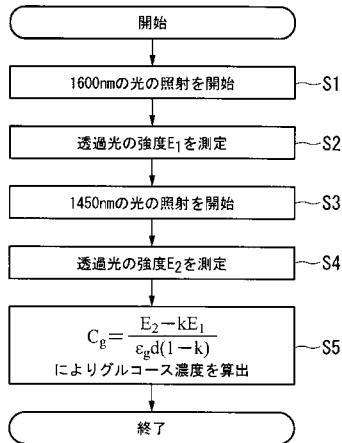 開始
1600nmの光の照射を開始 S1
透過光の強度E₁を測定 S2
1450nmの光の照射を開始 S3
透過光の強度E₂を測定 S4
C_g = (E₂−kE₁)/(ε_g d(1−k)) S5
によりグルコース濃度を算出
終了